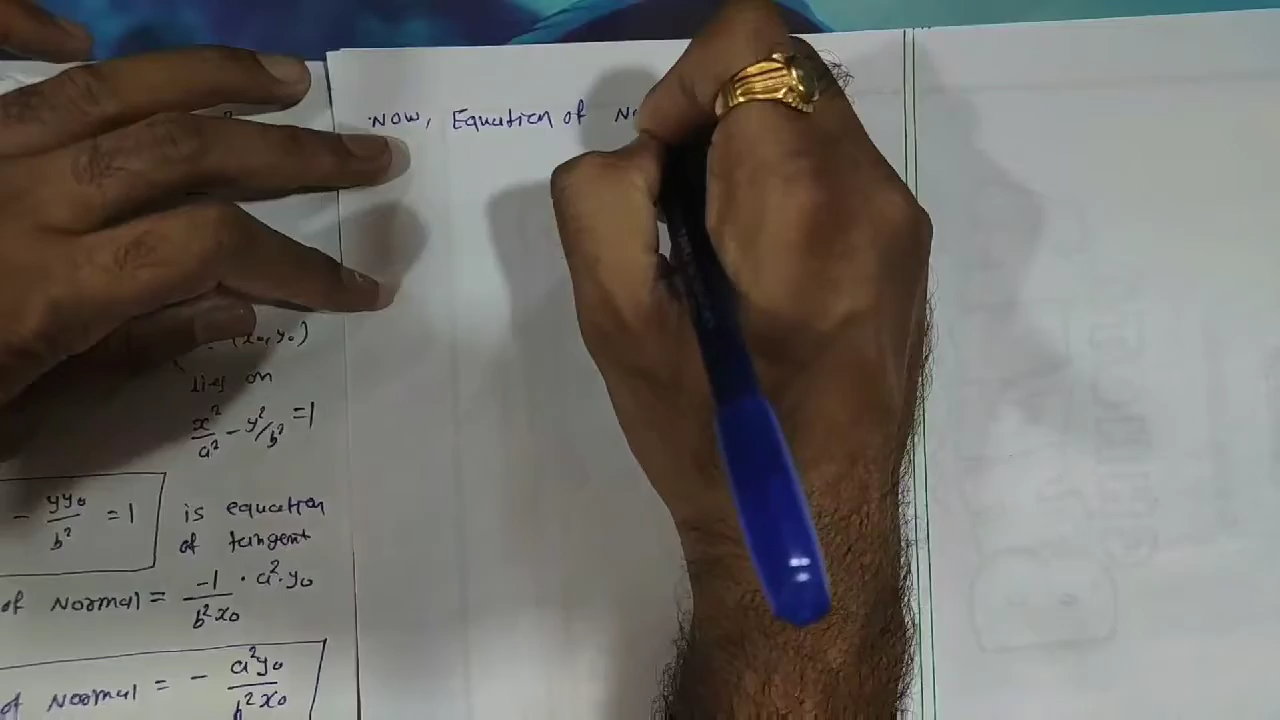 (x₀, y₀)
lies on
x²/a² - y²/b² = 1
- yy₀/b² = 1 is equation
of tangent
of Normal = -1/b²x₀ · a²·y₀
of Normal = - a²y₀/b²x₀
Now, Equation of